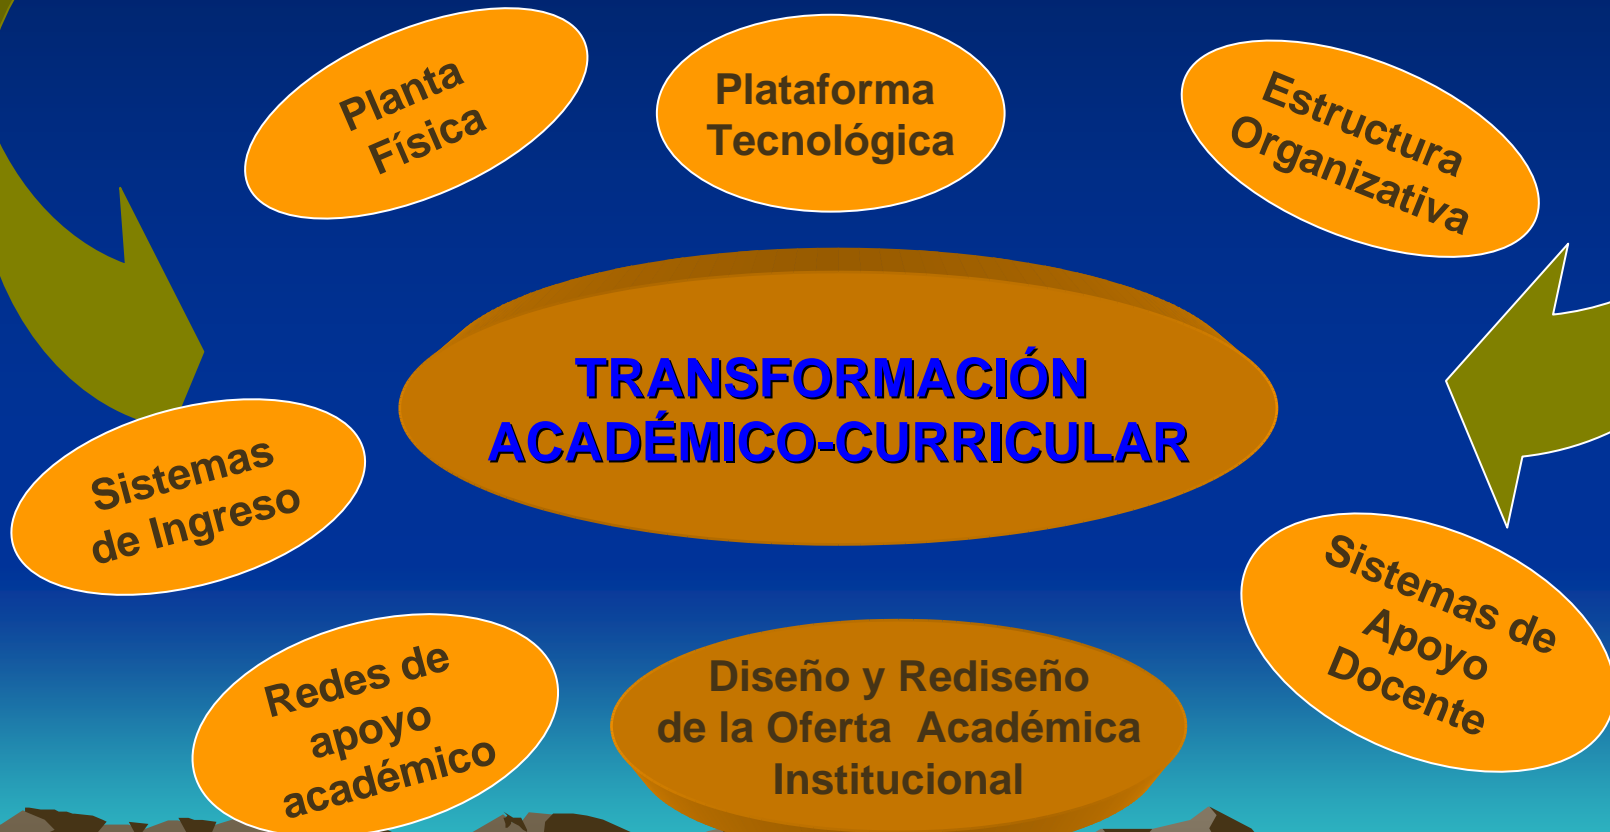 Planta
Física
Plataforma
Tecnológica
Estructura
Organizativa
TRANSFORMACIÓN
ACADÉMICO-CURRICULAR
Sistemas
de Ingreso
Sistemas de
Apoyo
Docente
Redes de
apoyo
académico
Diseño y Rediseño
de la Oferta Académica
Institucional